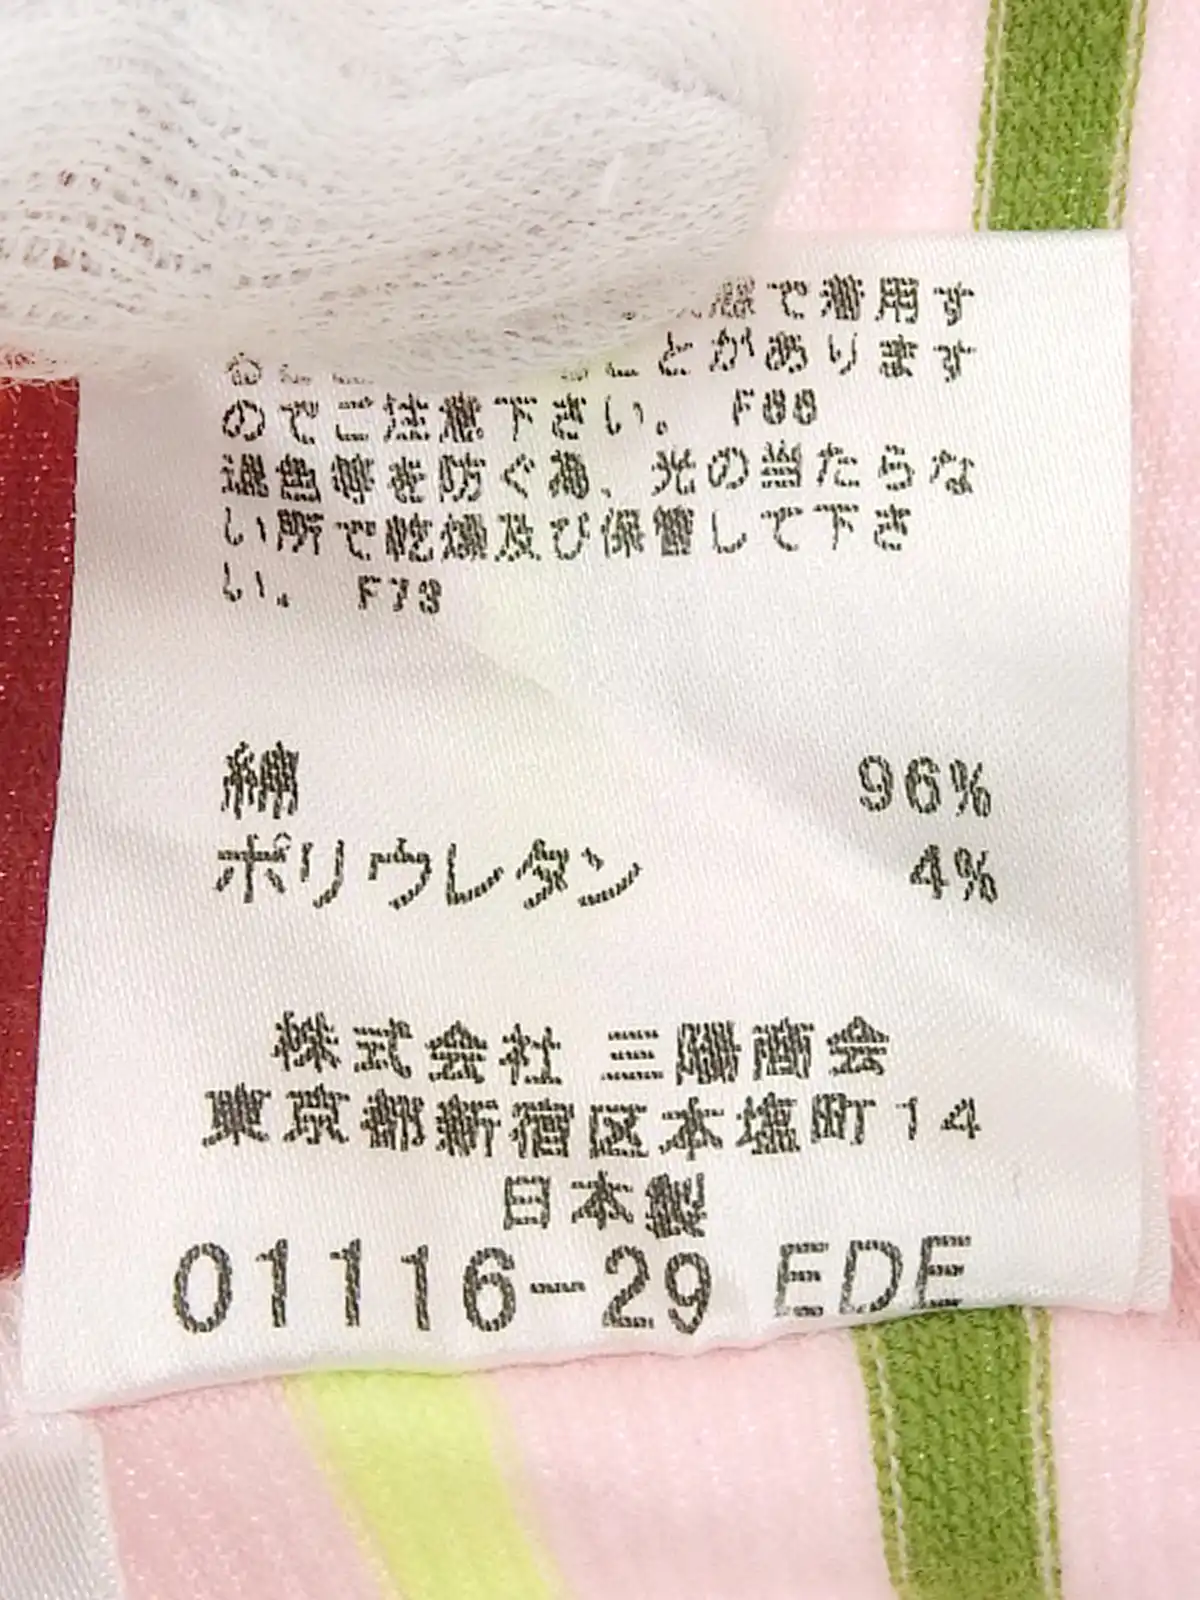 態で着用す
ることがあります
のでご注意下さい。 F68
退色等を防ぐ為、光の当たらな
い所で乾燥及び保管して下さ
い。 F73
綿 96%
ポリウレタン 4%
株式会社 三陽商会
東京都新宿区本塩町14
日本製
01116-29 EDE